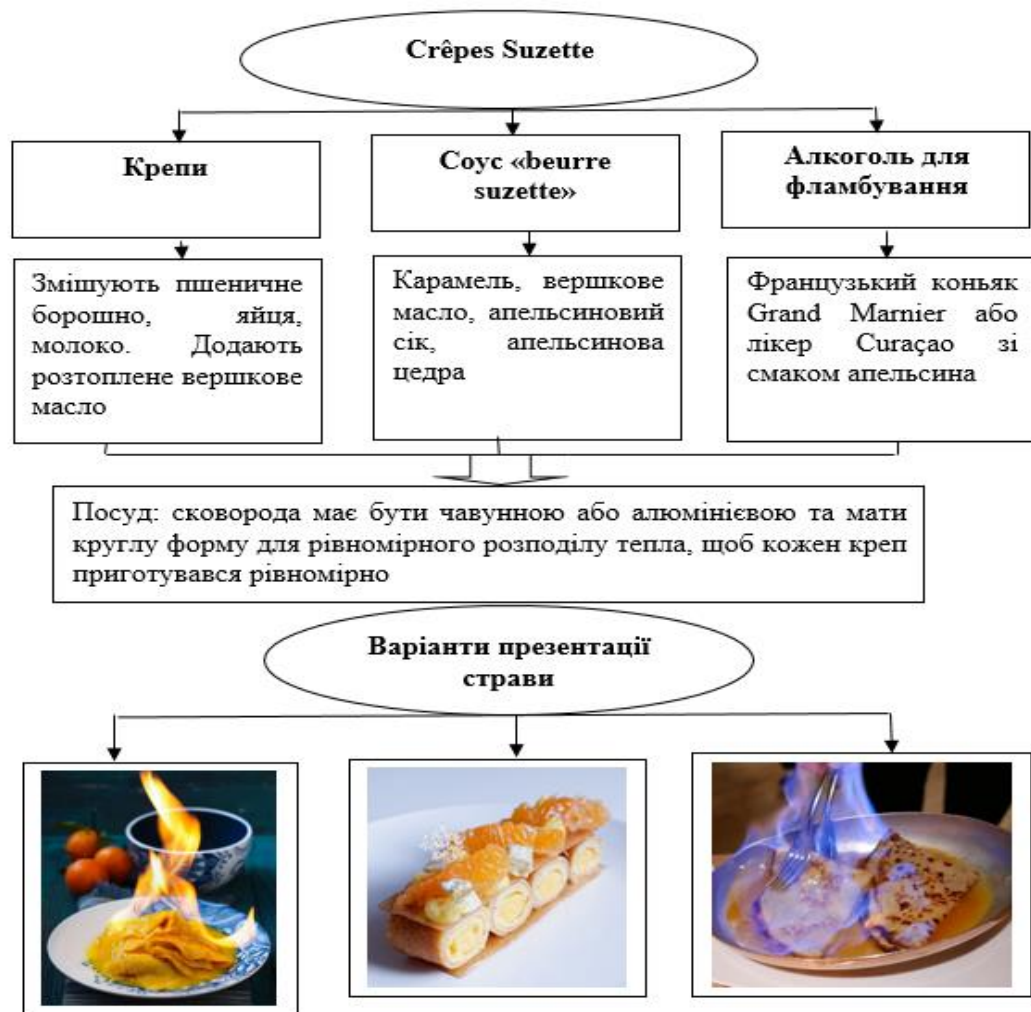 Crêpes Suzette
Крепи
Соус «beurre
suzette»
Алкоголь для
фламбування
Змішують пшеничне
борошно, яйця,
молоко. Додають
розтоплене вершкове
масло
Карамель, вершкове
масло, апельсиновий
сік, апельсинова
цедра
Французький коньяк
Grand Marnier або
лікер Curaçao зі
смаком апельсина
Посуд: сковорода має бути чавунною або алюмінієвою та мати
круглу форму для рівномірного розподілу тепла, щоб кожен креп
приготувався рівномірно
Варіанти презентації
страви